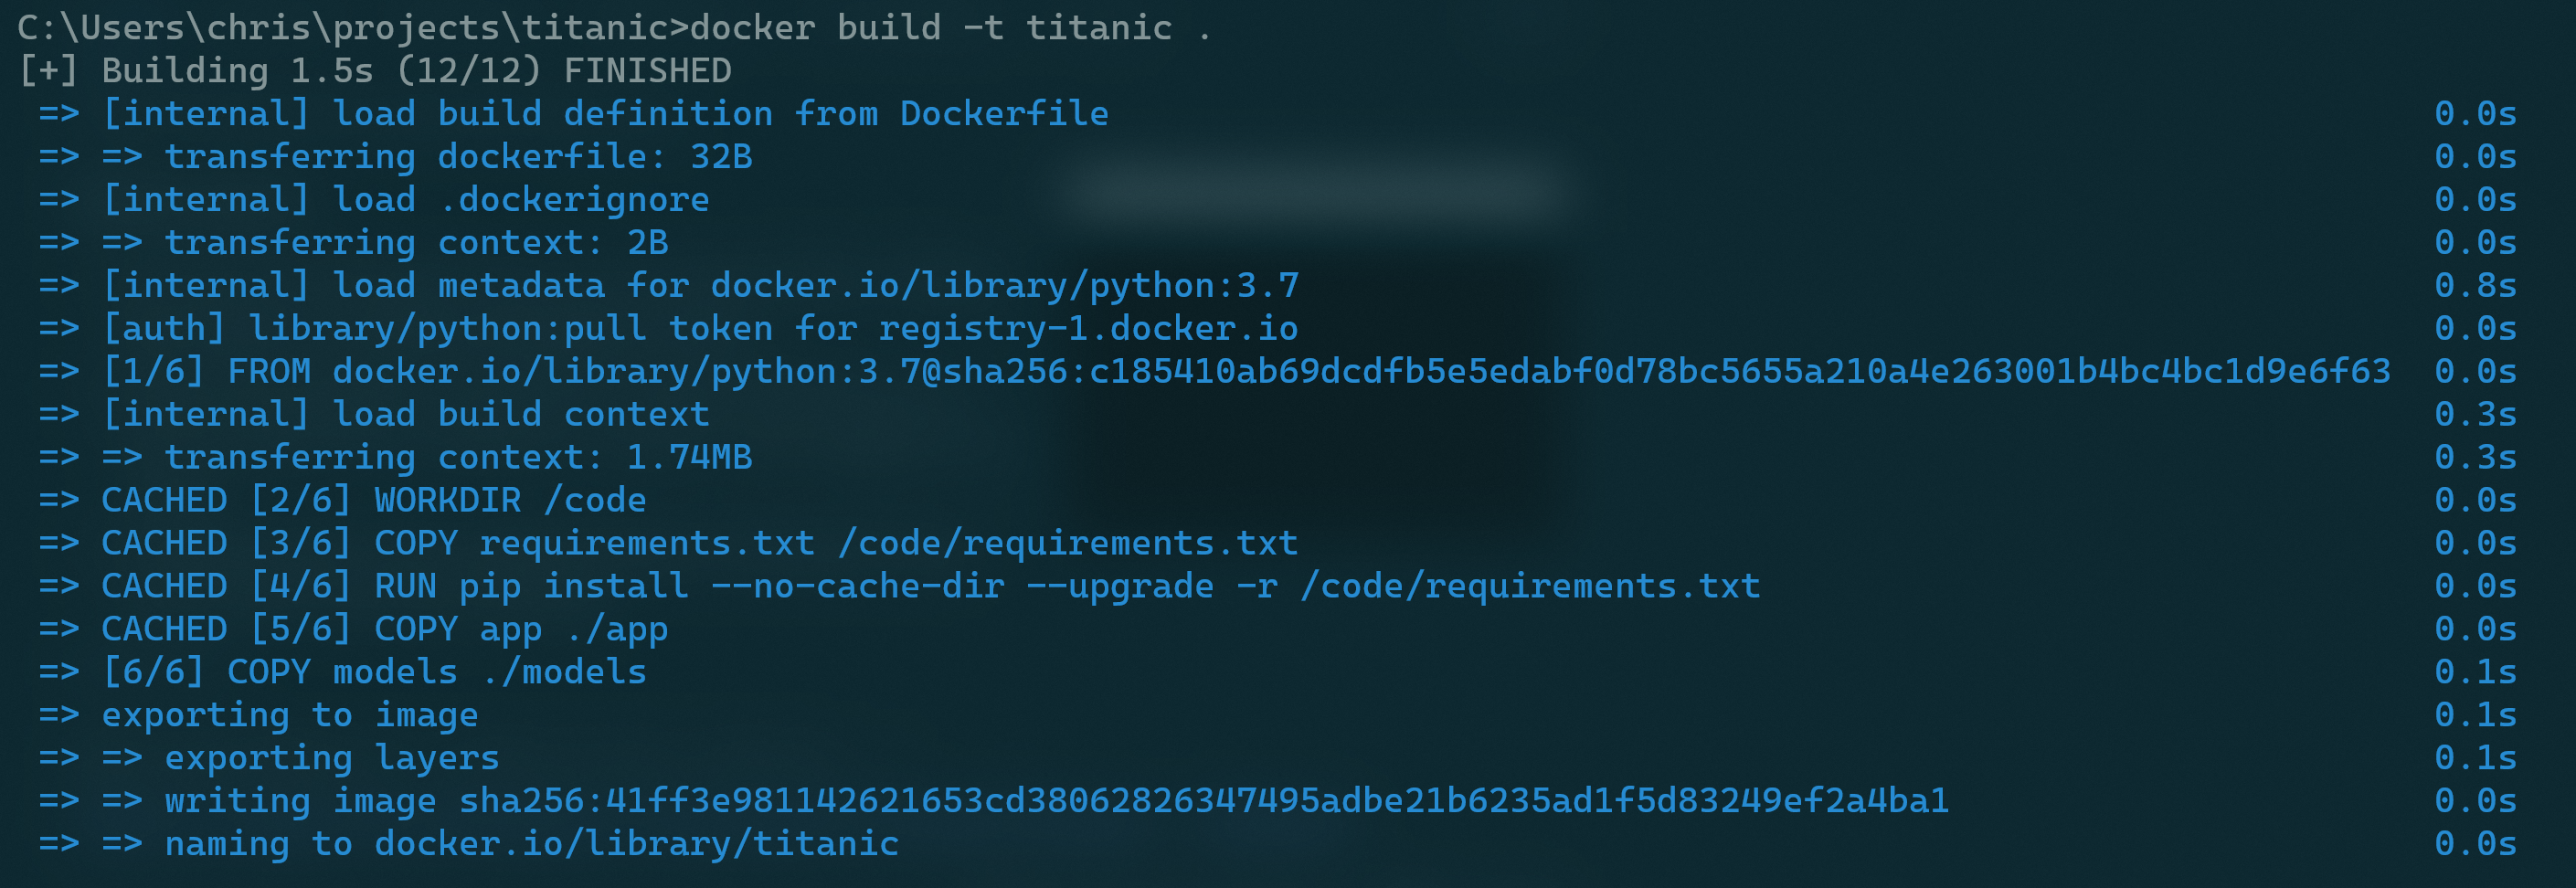 C:\Users\chris\projects\titanic>docker build -t titanic .
[+] Building 1.5s (12/12) FINISHED
=> [internal] load build definition from Dockerfile 0.0s
=> => transferring dockerfile: 32B 0.0s
=> [internal] load .dockerignore 0.0s
=> => transferring context: 2B 0.0s
=> [internal] load metadata for docker.io/library/python:3.7 0.8s
=> [auth] library/python:pull token for registry-1.docker.io 0.0s
=> [1/6] FROM docker.io/library/python:3.7@sha256:c185410ab69dcdfb5e5edabf0d78bc5655a210a4e263001b4bc4bc1d9e6f63 0.0s
=> [internal] load build context 0.3s
=> => transferring context: 1.74MB 0.3s
=> CACHED [2/6] WORKDIR /code 0.0s
=> CACHED [3/6] COPY requirements.txt /code/requirements.txt 0.0s
=> CACHED [4/6] RUN pip install --no-cache-dir --upgrade -r /code/requirements.txt 0.0s
=> CACHED [5/6] COPY app ./app 0.0s
=> [6/6] COPY models ./models 0.1s
=> exporting to image 0.1s
=> => exporting layers 0.1s
=> => writing image sha256:41ff3e981142621653cd38062826347495adbe21b6235ad1f5d83249ef2a4ba1 0.0s
=> => naming to docker.io/library/titanic 0.0s